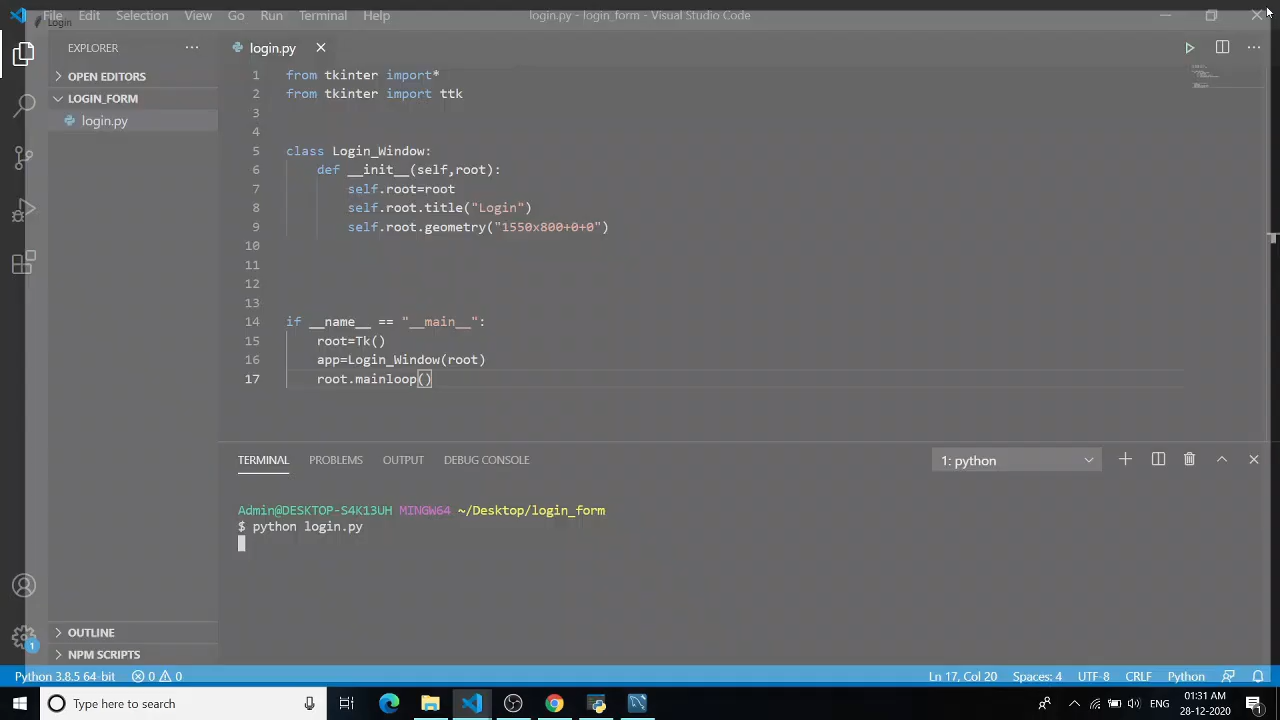 File Edit Selection View Go Run Terminal Help login.py - login_form - Visual Studio Code
Login
EXPLORER
OPEN EDITORS
LOGIN_FORM
login.py
OUTLINE
NPM SCRIPTS
login.py
1 from tkinter import*
2 from tkinter import ttk
3
4
5 class Login_Window:
6 def __init__(self,root):
7 self.root=root
8 self.root.title("Login")
9 self.root.geometry("1550x800+0+0")
10
11
12
13
14 if __name__ == "__main__":
15 root=Tk()
16 app=Login_Window(root)
17 root.mainloop()
TERMINAL PROBLEMS OUTPUT DEBUG CONSOLE 1: python
Admin@DESKTOP-S4K13UH MINGW64 ~/Desktop/login_form
$ python login.py
1
Python 3.8.5 64-bit 0 0 Ln 17, Col 20 Spaces: 4 UTF-8 CRLF Python
Type here to search ENG 01:31 AM
28-12-2020 1